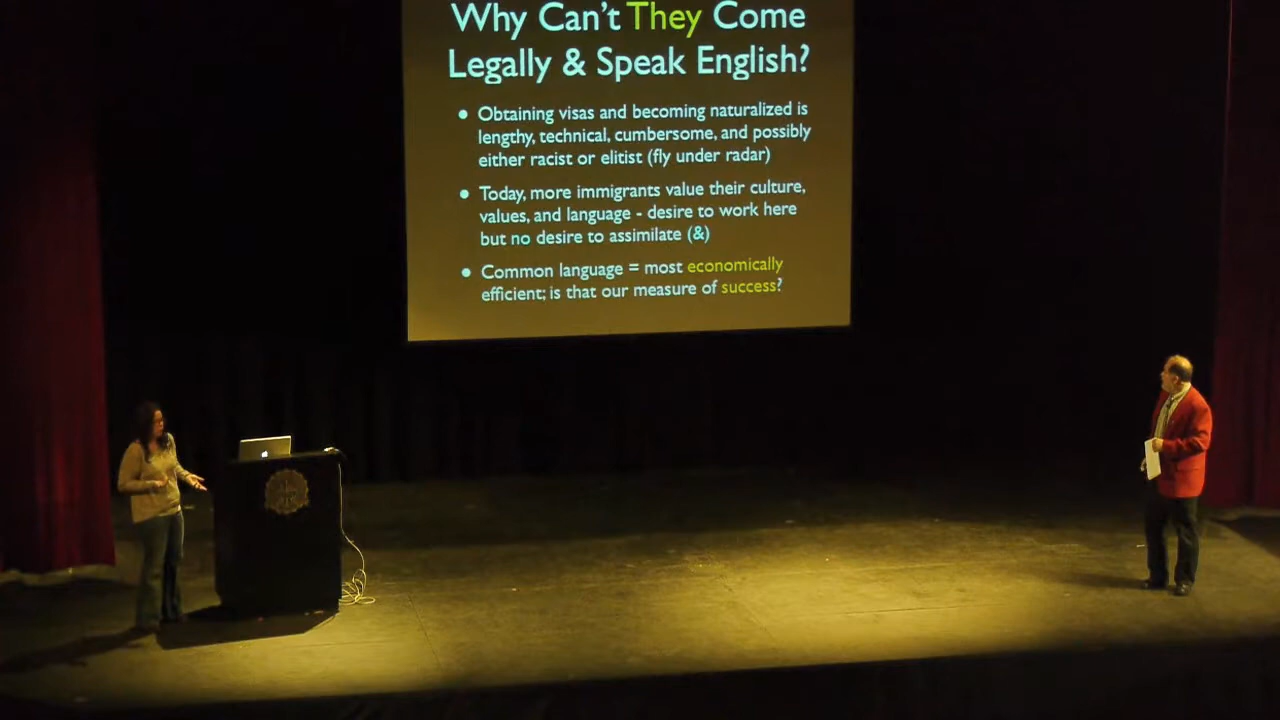 Why Can't They Come
Legally & Speak English?
• Obtaining visas and becoming naturalized is
lengthy, technical, cumbersome, and possibly
either racist or elitist (fly under radar)
• Today, more immigrants value their culture,
values, and language - desire to work here
but no desire to assimilate (&)
• Common language = most economically
efficient; is that our measure of success?